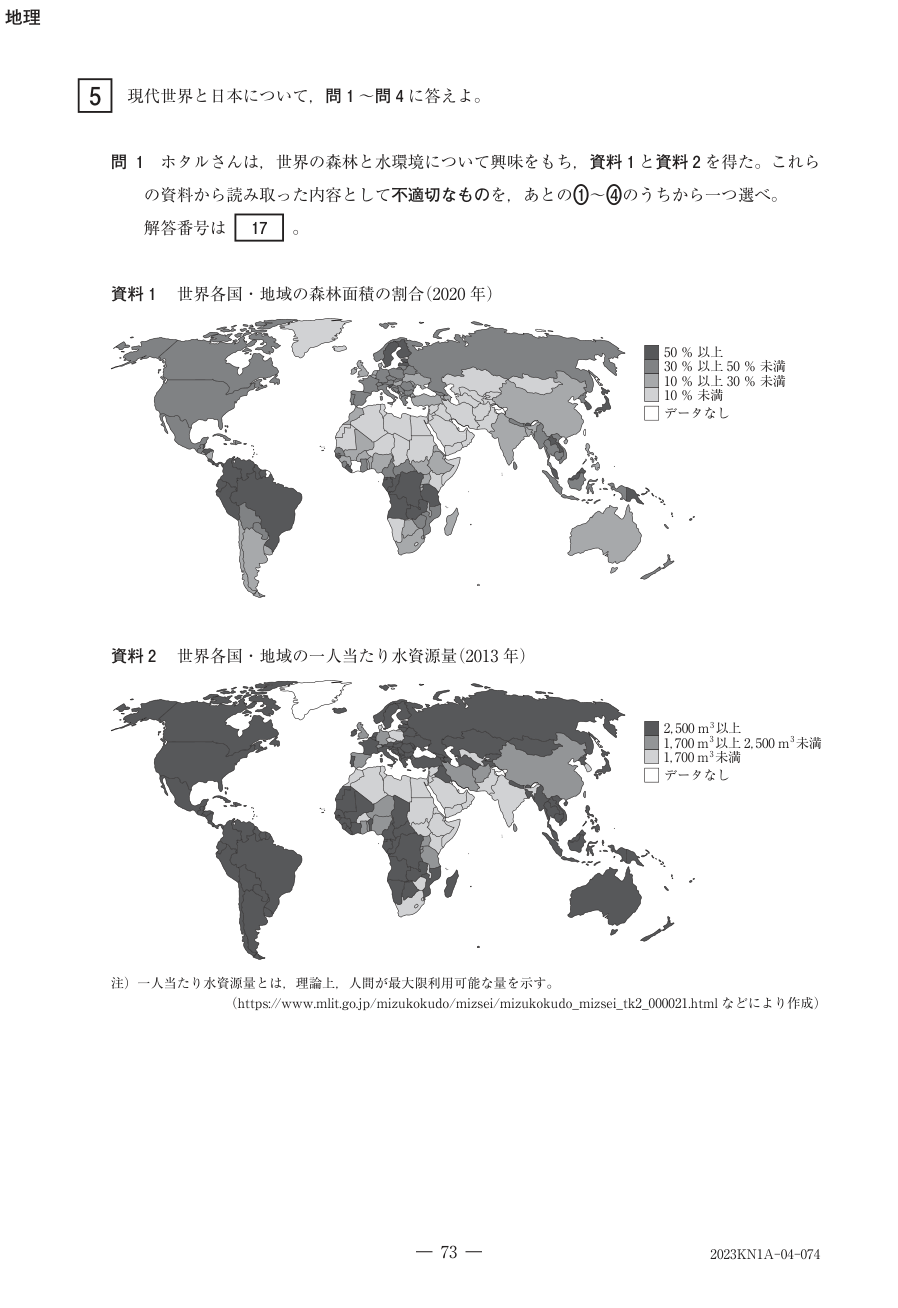 地理
5 現代世界と日本について，問1～問4に答えよ。
問 1 ホタルさんは，世界の森林と水環境について興味をもち，資料1と資料2を得た。これら
の資料から読み取った内容として不適切なものを，あとの①～④のうちから一つ選べ。
解答番号は 17 。
資料1 世界各国・地域の森林面積の割合(2020 年)
50 % 以上
30 % 以上 50 % 未満
10 % 以上 30 % 未満
10 % 未満
データなし
資料2 世界各国・地域の一人当たり水資源量(2013 年)
2,500 m³以上
1,700 m³以上 2,500 m³未満
1,700 m³未満
データなし
注）一人当たり水資源量とは，理論上，人間が最大限利用可能な量を示す。
（https://www.mlit.go.jp/mizukokudo/mizsei/mizukokudo_mizsei_tk2_000021.html などにより作成）
— 73 —
2023KN1A-04-074